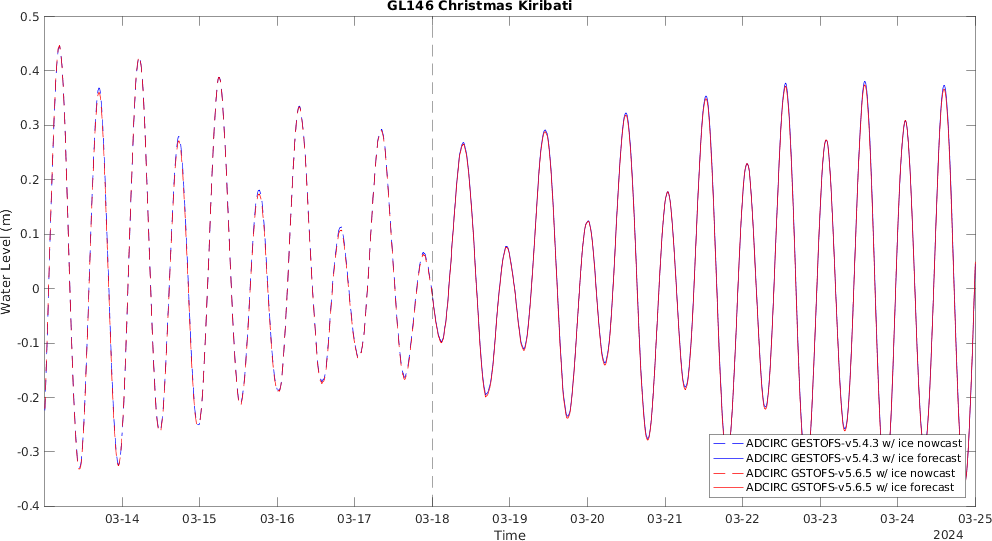 GL146 Christmas Kiribati
0.5
0.4
0.3
0.2
0.1
0
-0.1
-0.2
-0.3
-0.4
Water Level (m)
ADCIRC GESTOFS-v5.4.3 w/ ice nowcast
ADCIRC GESTOFS-v5.4.3 w/ ice forecast
ADCIRC GSTOFS-v5.6.5 w/ ice nowcast
ADCIRC GSTOFS-v5.6.5 w/ ice forecast
03-14 03-15 03-16 03-17 03-18 03-19 03-20 03-21 03-22 03-23 03-24 03-25
Time
2024